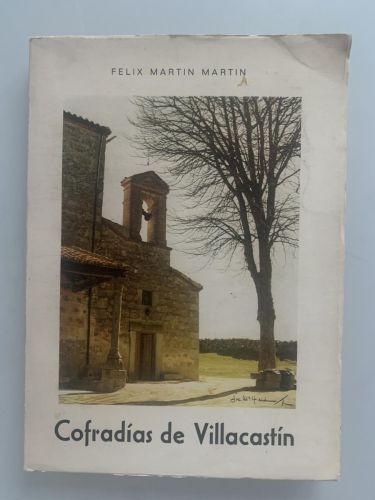 FELIX MARTIN MARTIN
Cofradías de Villacastín